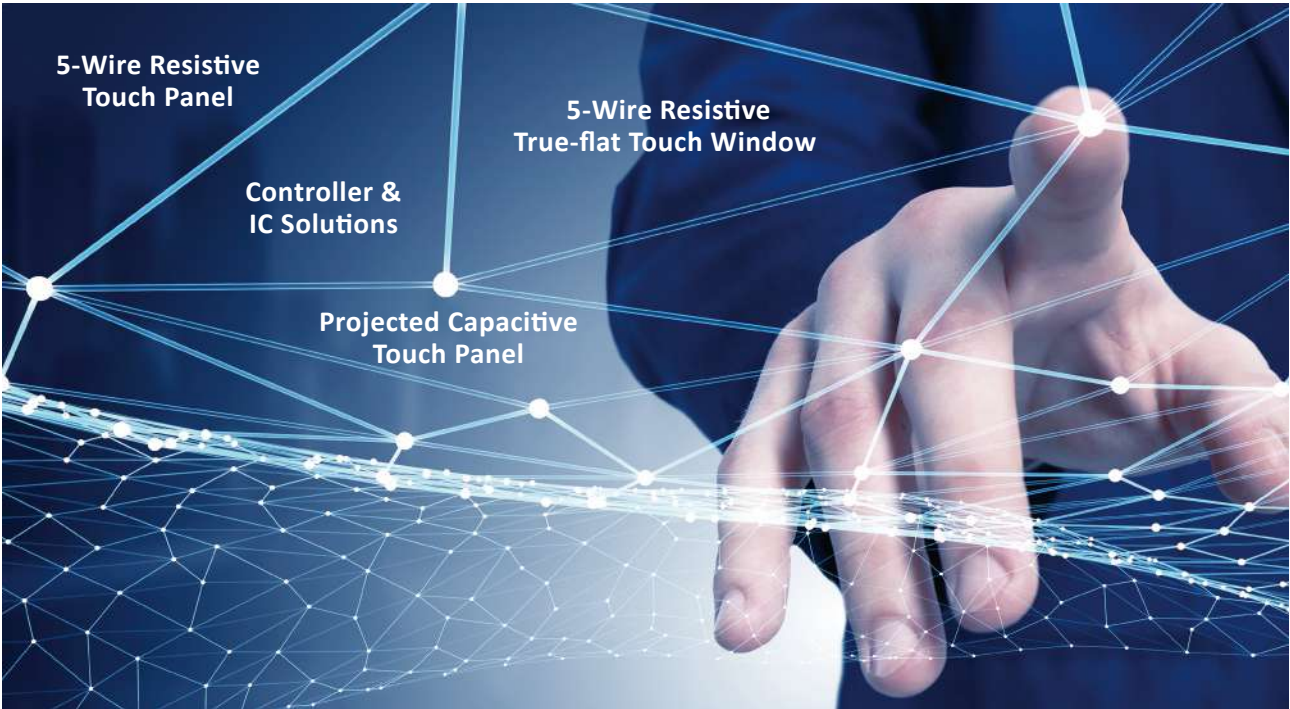 5-Wire Resistive
Touch Panel
5-Wire Resistive
True-flat Touch Window
Controller &
IC Solutions
Projected Capacitive
Touch Panel